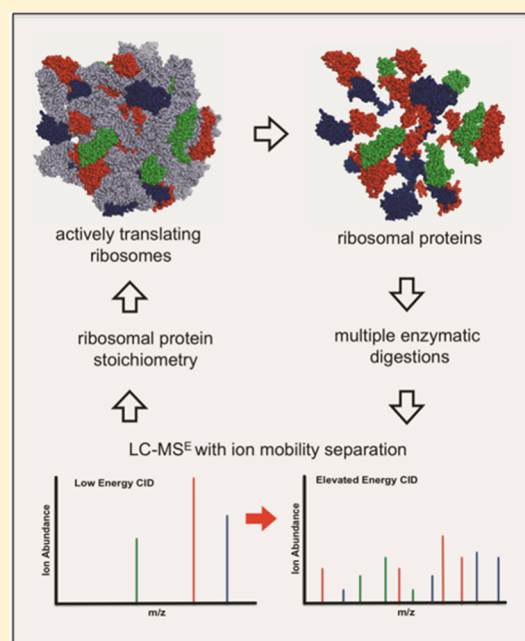 actively translating
ribosomes
ribosomal proteins
ribosomal protein
stoichiometry
multiple enzymatic
digestions
LC-MSᴱ with ion mobility separation
Low Energy CID
Ion Abundance
m/z
Elevated Energy CID
Ion Abundance
m/z